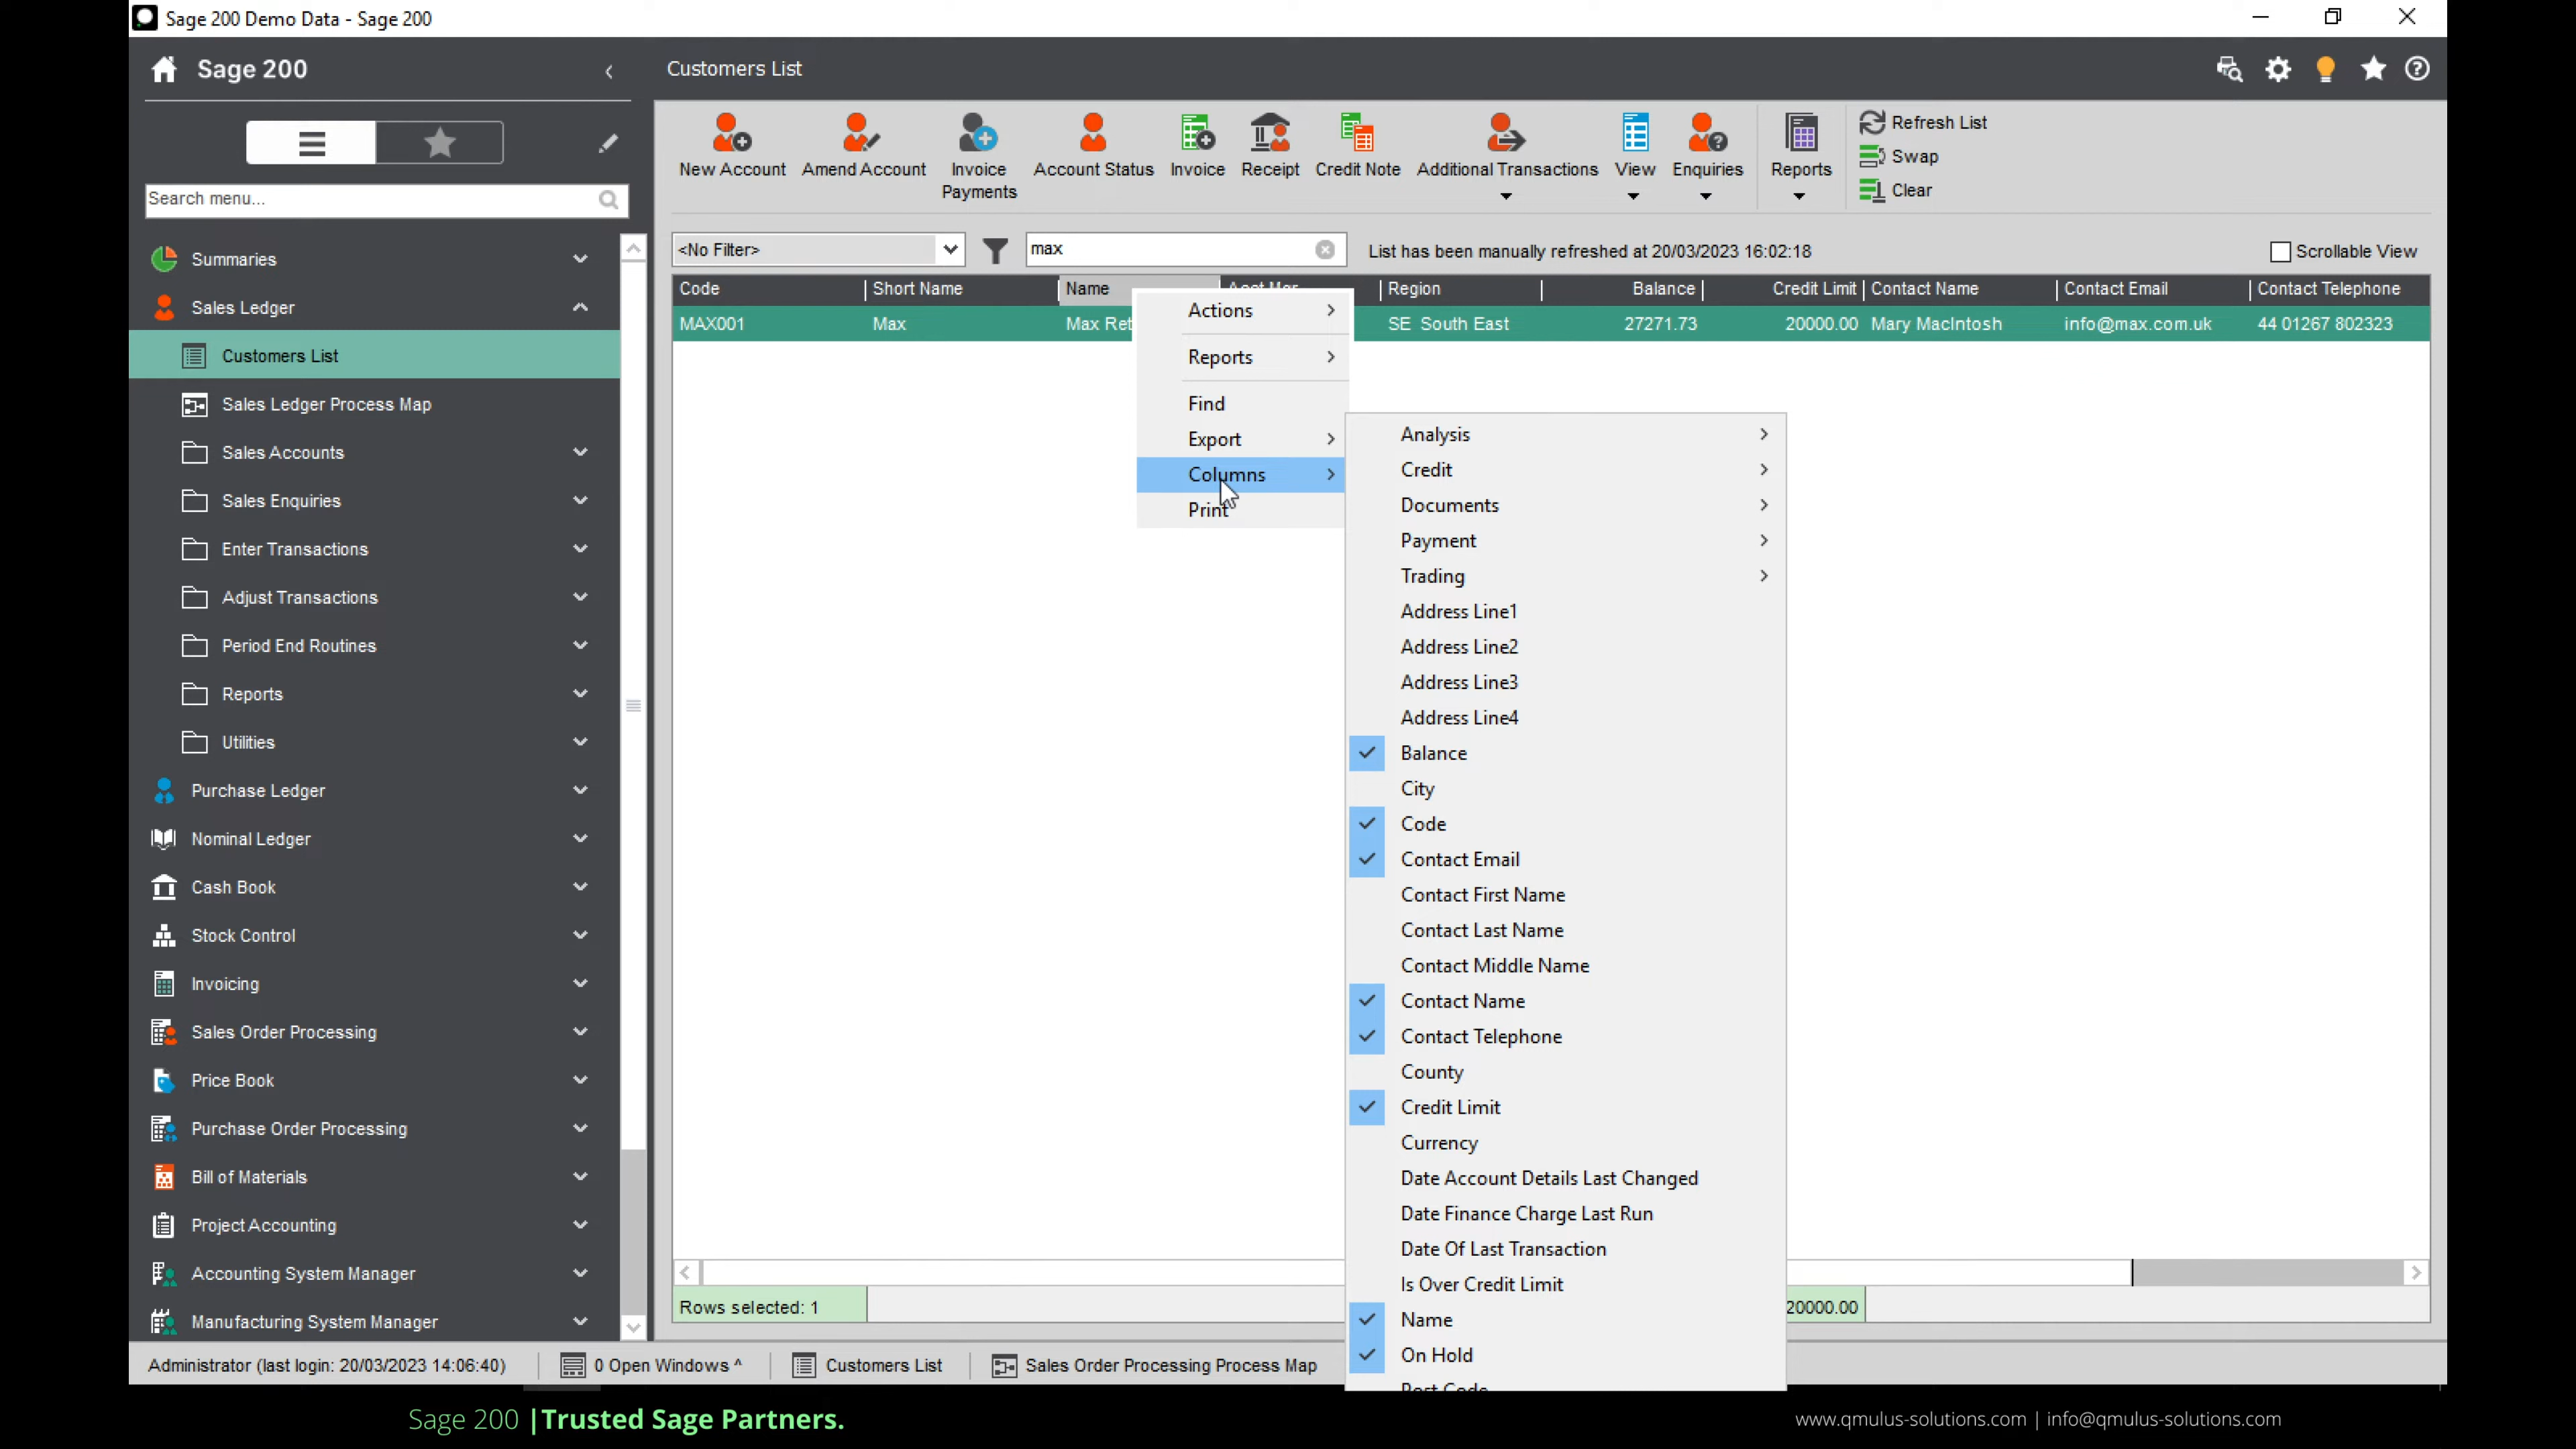 Sage 200 Demo Data - Sage 200
Sage 200
Customers List
New Account
Amend Account
Invoice
Payments
Account Status
Invoice
Receipt
Credit Note
Additional Transactions
View
Enquiries
Reports
Refresh List
Swap
Clear
Search menu...
<No Filter>
max
List has been manually refreshed at 20/03/2023 16:02:18
Scrollable View
Code Short Name Name Acct Mgr Region Balance Credit Limit Contact Name Contact Email Contact Telephone
MAX001 Max Max Ret SE South East 27271.73 20000.00 Mary MacIntosh info@max.com.uk 44 01267 802323
Summaries
Sales Ledger
Customers List
Sales Ledger Process Map
Sales Accounts
Sales Enquiries
Enter Transactions
Adjust Transactions
Period End Routines
Reports
Utilities
Purchase Ledger
Nominal Ledger
Cash Book
Stock Control
Invoicing
Sales Order Processing
Price Book
Purchase Order Processing
Bill of Materials
Project Accounting
Accounting System Manager
Manufacturing System Manager
Actions
Reports
Find
Export
Columns
Print
Analysis
Credit
Documents
Payment
Trading
Address Line1
Address Line2
Address Line3
Address Line4
Balance
City
Code
Contact Email
Contact First Name
Contact Last Name
Contact Middle Name
Contact Name
Contact Telephone
County
Credit Limit
Currency
Date Account Details Last Changed
Date Finance Charge Last Run
Date Of Last Transaction
Is Over Credit Limit
Name
On Hold
Post Code
Rows selected: 1
20000.00
Administrator (last login: 20/03/2023 14:06:40)
0 Open Windows ^
Customers List
Sales Order Processing Process Map
Sage 200 |Trusted Sage Partners.
www.qmulus-solutions.com | info@qmulus-solutions.com